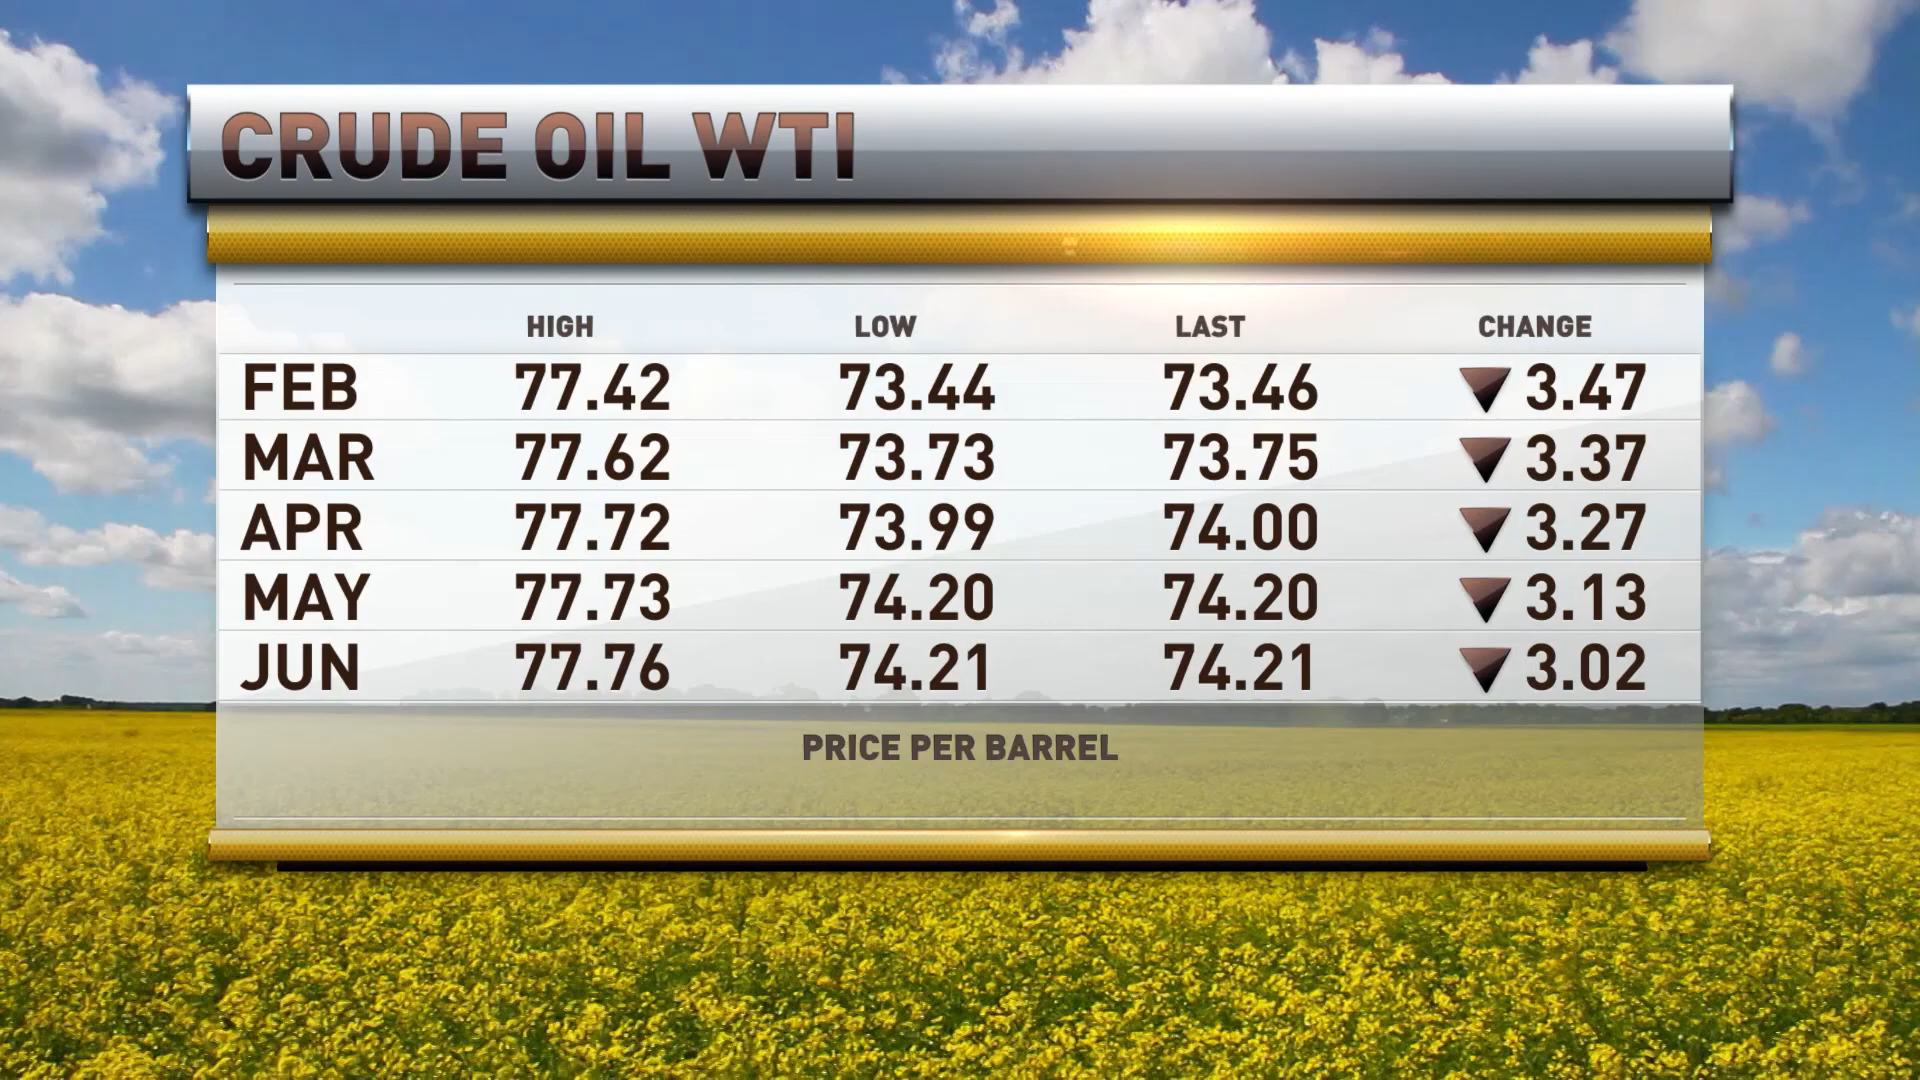 CRUDE OIL WTI
HIGH LOW LAST CHANGE
FEB 77.42 73.44 73.46 ▼ 3.47
MAR 77.62 73.73 73.75 ▼ 3.37
APR 77.72 73.99 74.00 ▼ 3.27
MAY 77.73 74.20 74.20 ▼ 3.13
JUN 77.76 74.21 74.21 ▼ 3.02
PRICE PER BARREL